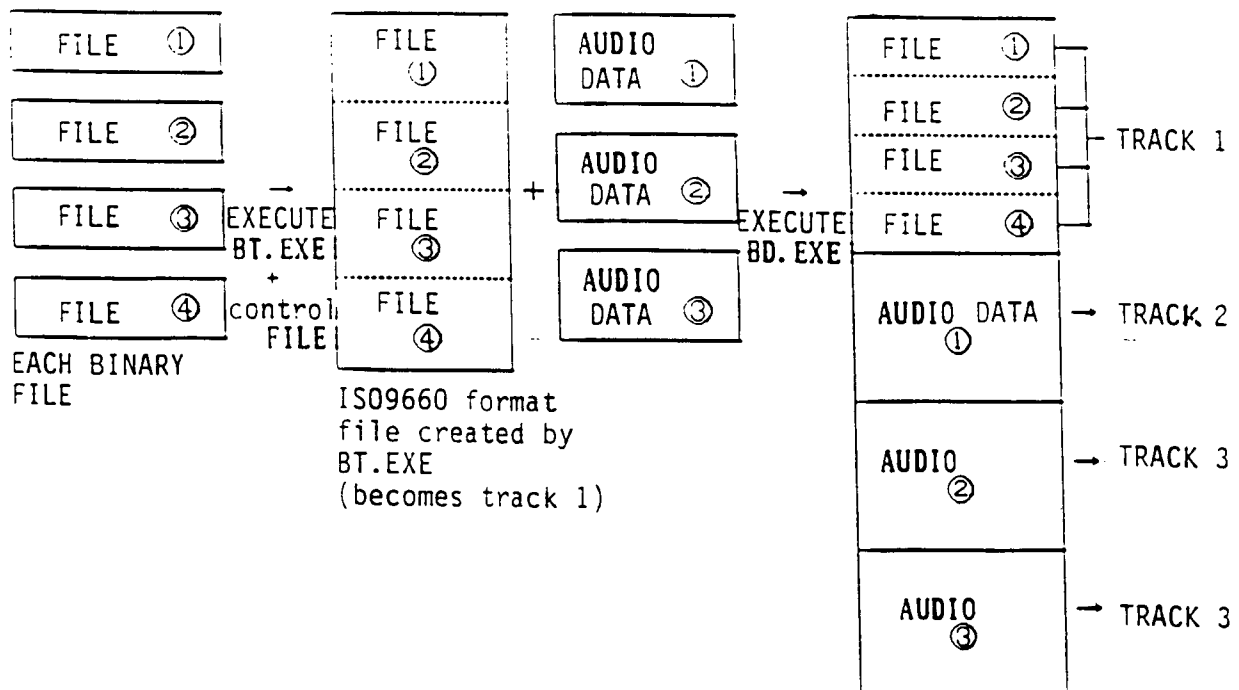 FILE ①
FILE ②
FILE ③
FILE ④
EACH BINARY
FILE
→
EXECUTE
BT.EXE
+
control
FILE
FILE
①
FILE
②
FILE
③
FILE
④
ISO9660 format
file created by
BT.EXE
(becomes track 1)
+
AUDIO
DATA ①
AUDIO
DATA ②
AUDIO
DATA ③
→
EXECUTE
BD.EXE
FILE ①
FILE ②
FILE ③
FILE ④
TRACK 1
AUDIO DATA
①
→ TRACK 2
AUDIO
②
→ TRACK 3
AUDIO
③
→ TRACK 3